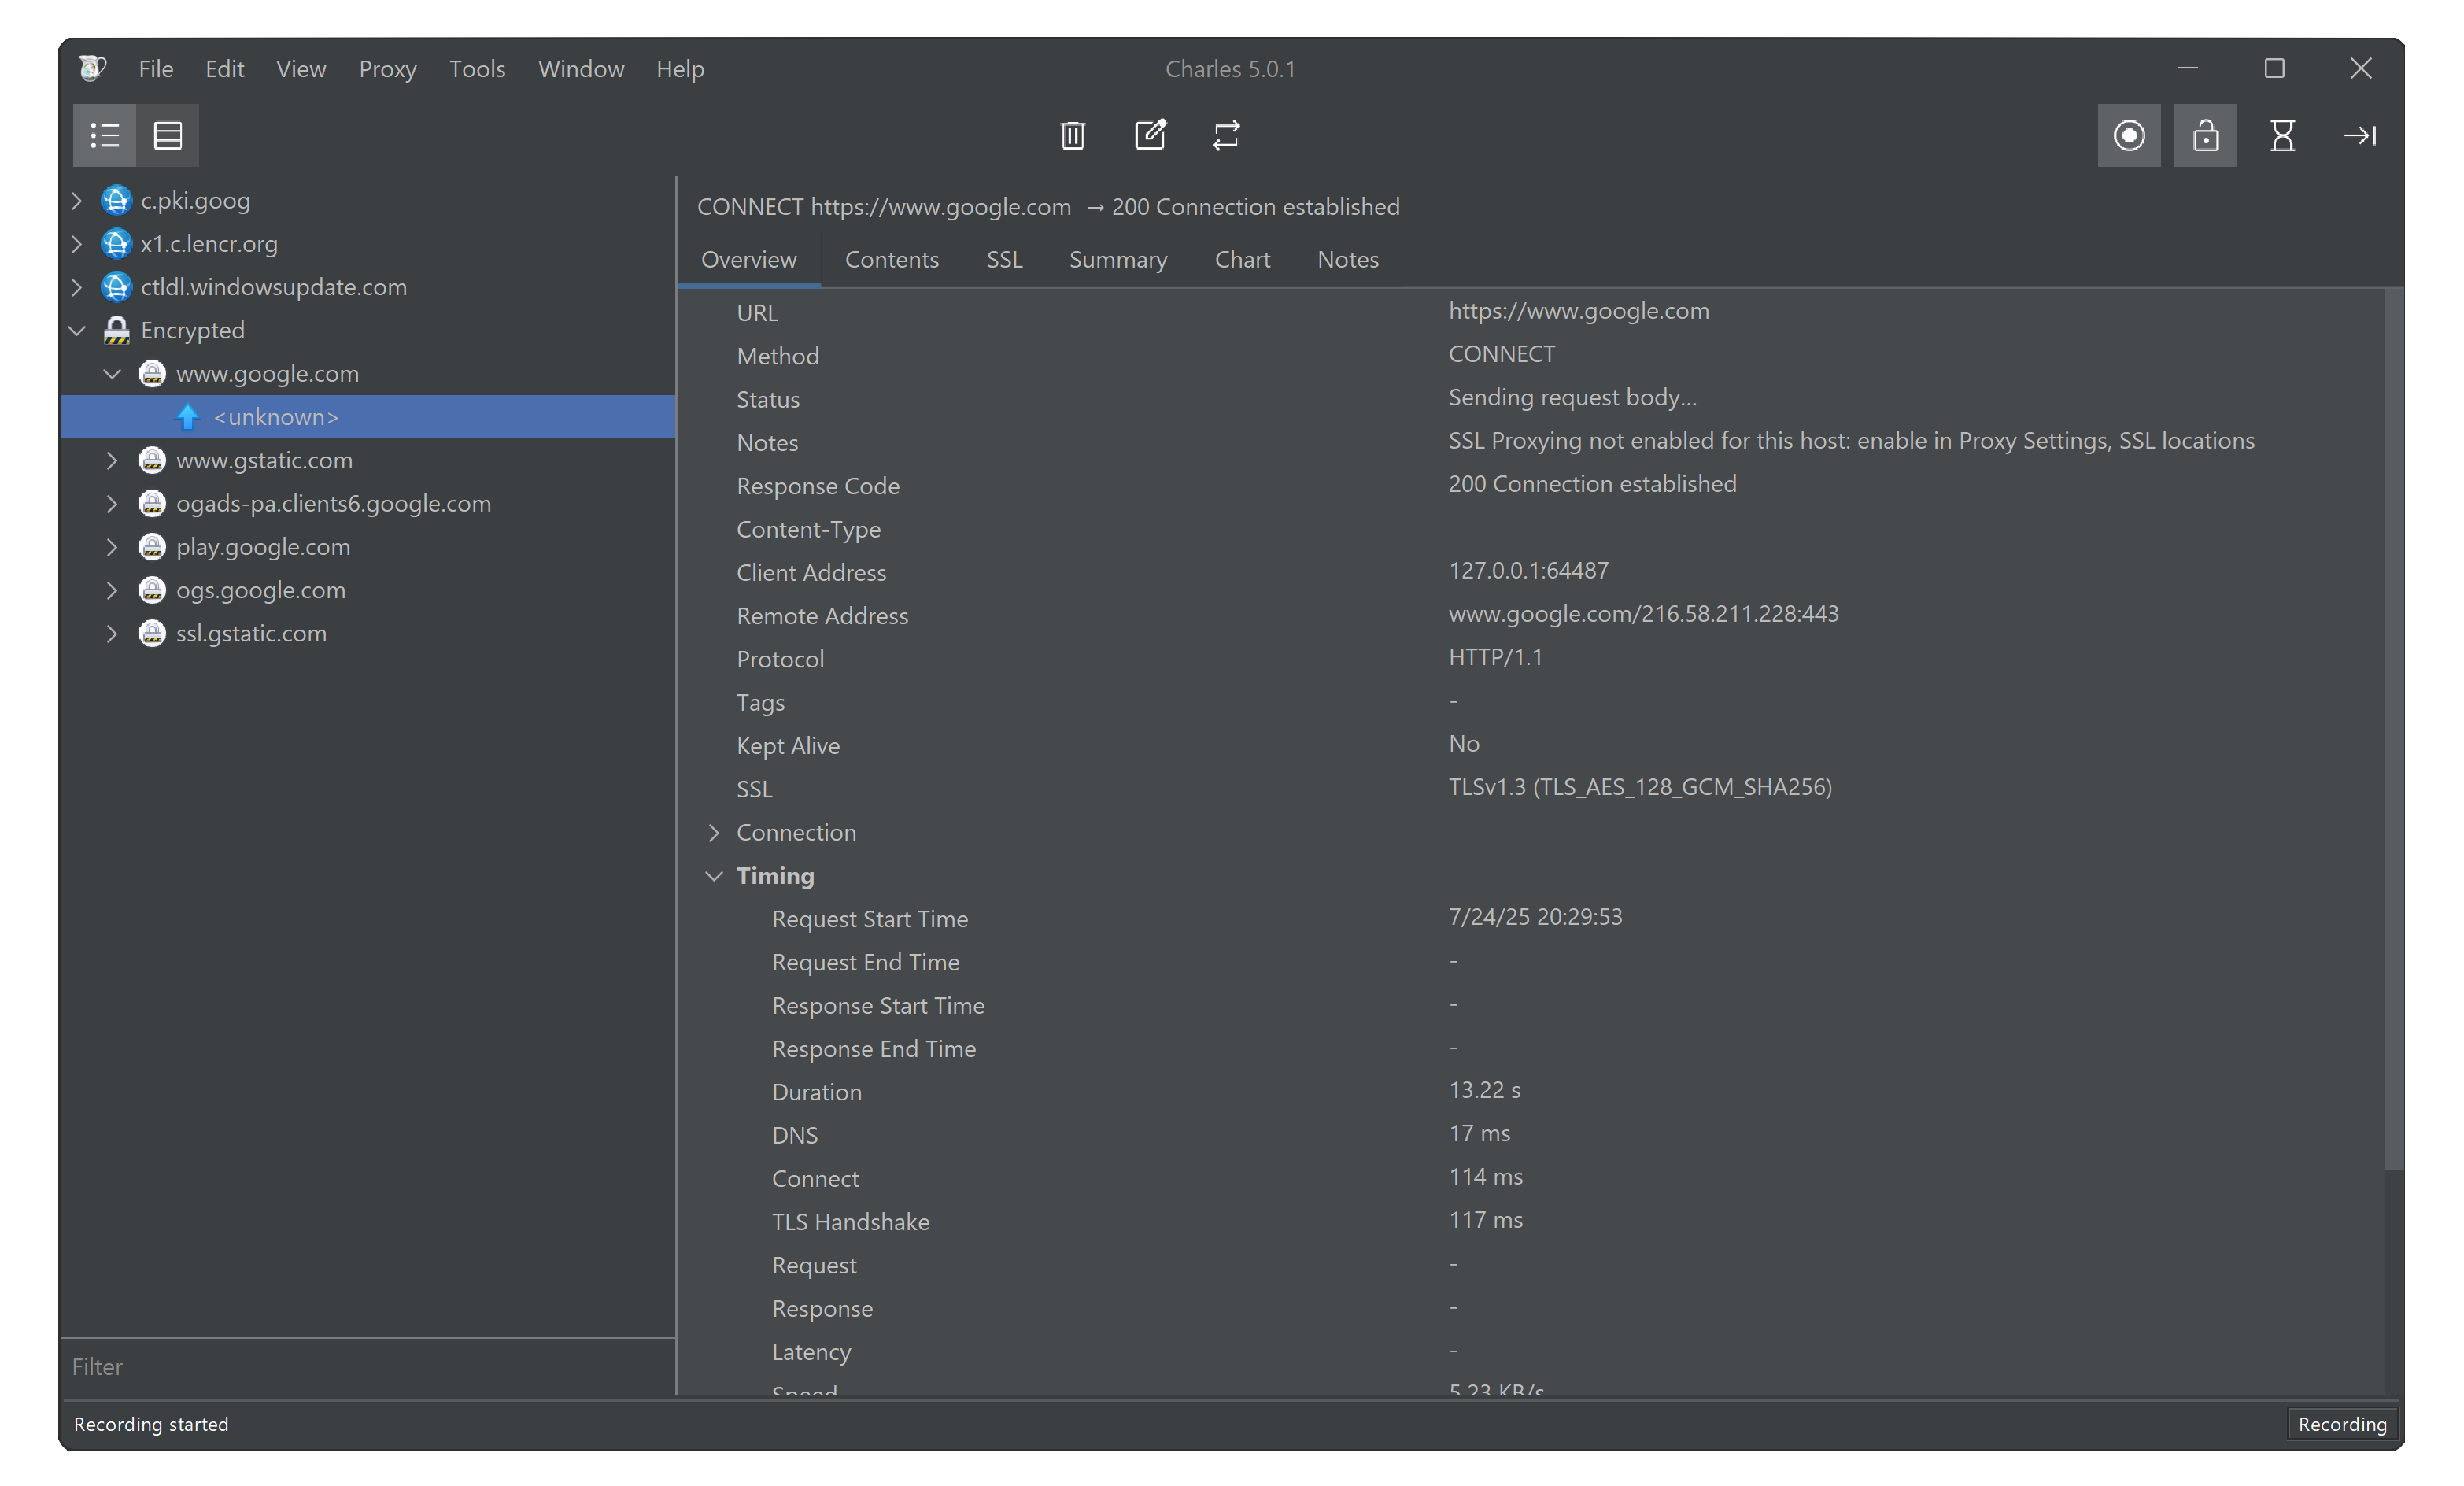 File Edit View Proxy Tools Window Help
Charles 5.0.1
c.pki.goog
x1.c.lencr.org
ctldl.windowsupdate.com
Encrypted
www.google.com
<unknown>
www.gstatic.com
ogads-pa.clients6.google.com
play.google.com
ogs.google.com
ssl.gstatic.com
Filter
CONNECT https://www.google.com → 200 Connection established
Overview Contents SSL Summary Chart Notes
URL https://www.google.com
Method CONNECT
Status Sending request body...
Notes SSL Proxying not enabled for this host: enable in Proxy Settings, SSL locations
Response Code 200 Connection established
Content-Type
Client Address 127.0.0.1:64487
Remote Address www.google.com/216.58.211.228:443
Protocol HTTP/1.1
Tags -
Kept Alive No
SSL TLSv1.3 (TLS_AES_128_GCM_SHA256)
Connection
Timing
Request Start Time 7/24/25 20:29:53
Request End Time -
Response Start Time -
Response End Time -
Duration 13.22 s
DNS 17 ms
Connect 114 ms
TLS Handshake 117 ms
Request -
Response -
Latency -
Speed 5.23 KB/s
Recording started
Recording